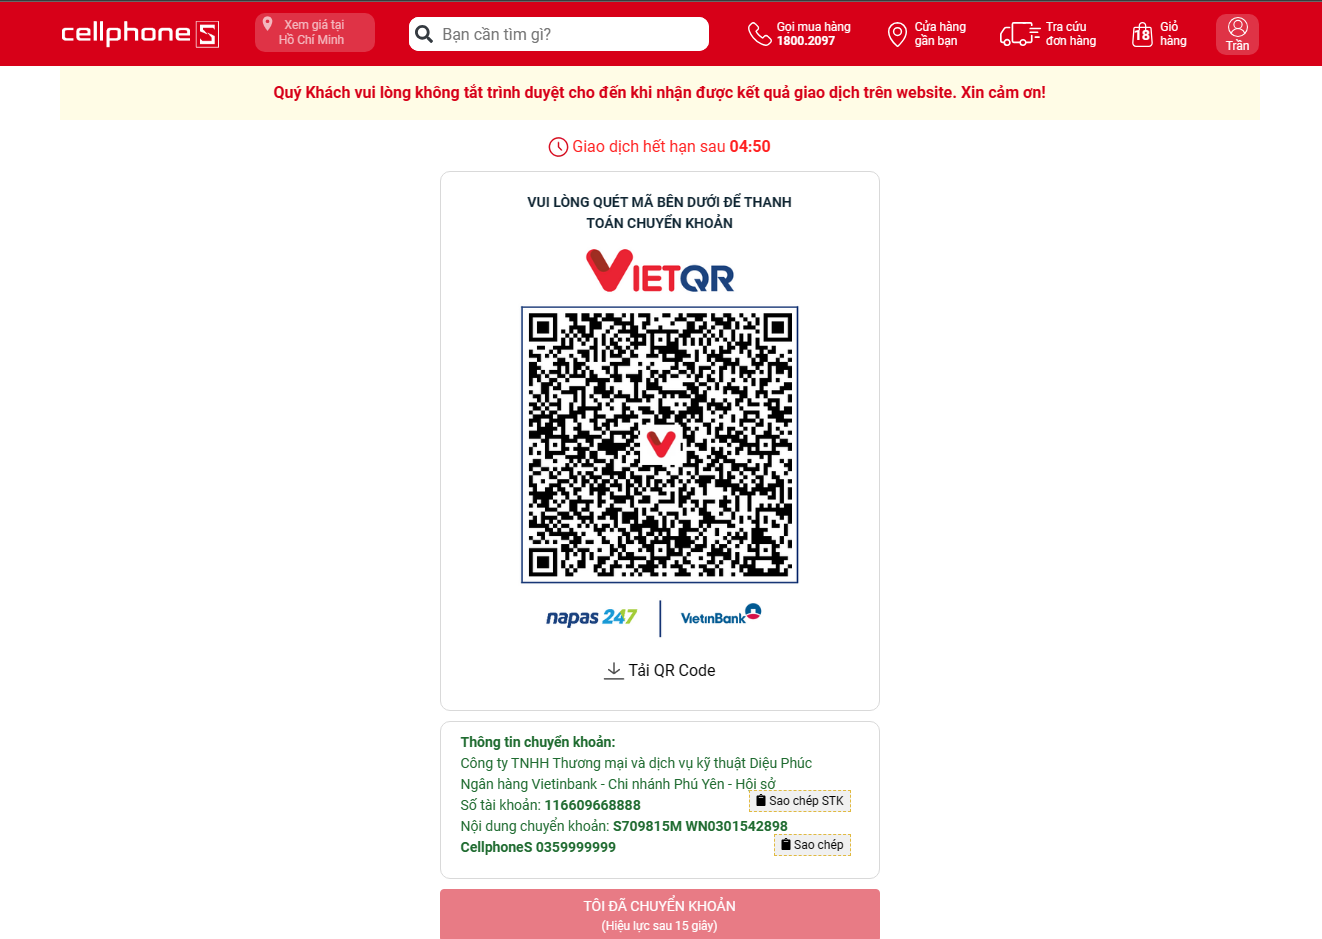 cellphoneS
Xem giá tại
Hồ Chí Minh
Bạn cần tìm gì?
Gọi mua hàng
1800.2097
Cửa hàng
gần bạn
Tra cứu
đơn hàng
18
Giỏ
hàng
Trần
Quý Khách vui lòng không tắt trình duyệt cho đến khi nhận được kết quả giao dịch trên website. Xin cảm ơn!
Giao dịch hết hạn sau 04:50
VUI LÒNG QUÉT MÃ BÊN DƯỚI ĐỂ THANH
TOÁN CHUYỂN KHOẢN
VIETQR
napas 247
VietinBank
Tải QR Code
Thông tin chuyển khoản:
Công ty TNHH Thương mại và dịch vụ kỹ thuật Diệu Phúc
Ngân hàng Vietinbank - Chi nhánh Phú Yên - Hội sở
Số tài khoản: 116609668888
Sao chép STK
Nội dung chuyển khoản: S709815M WN0301542898
CellphoneS 0359999999
Sao chép
TÔI ĐÃ CHUYỂN KHOẢN
(Hiệu lực sau 15 giây)